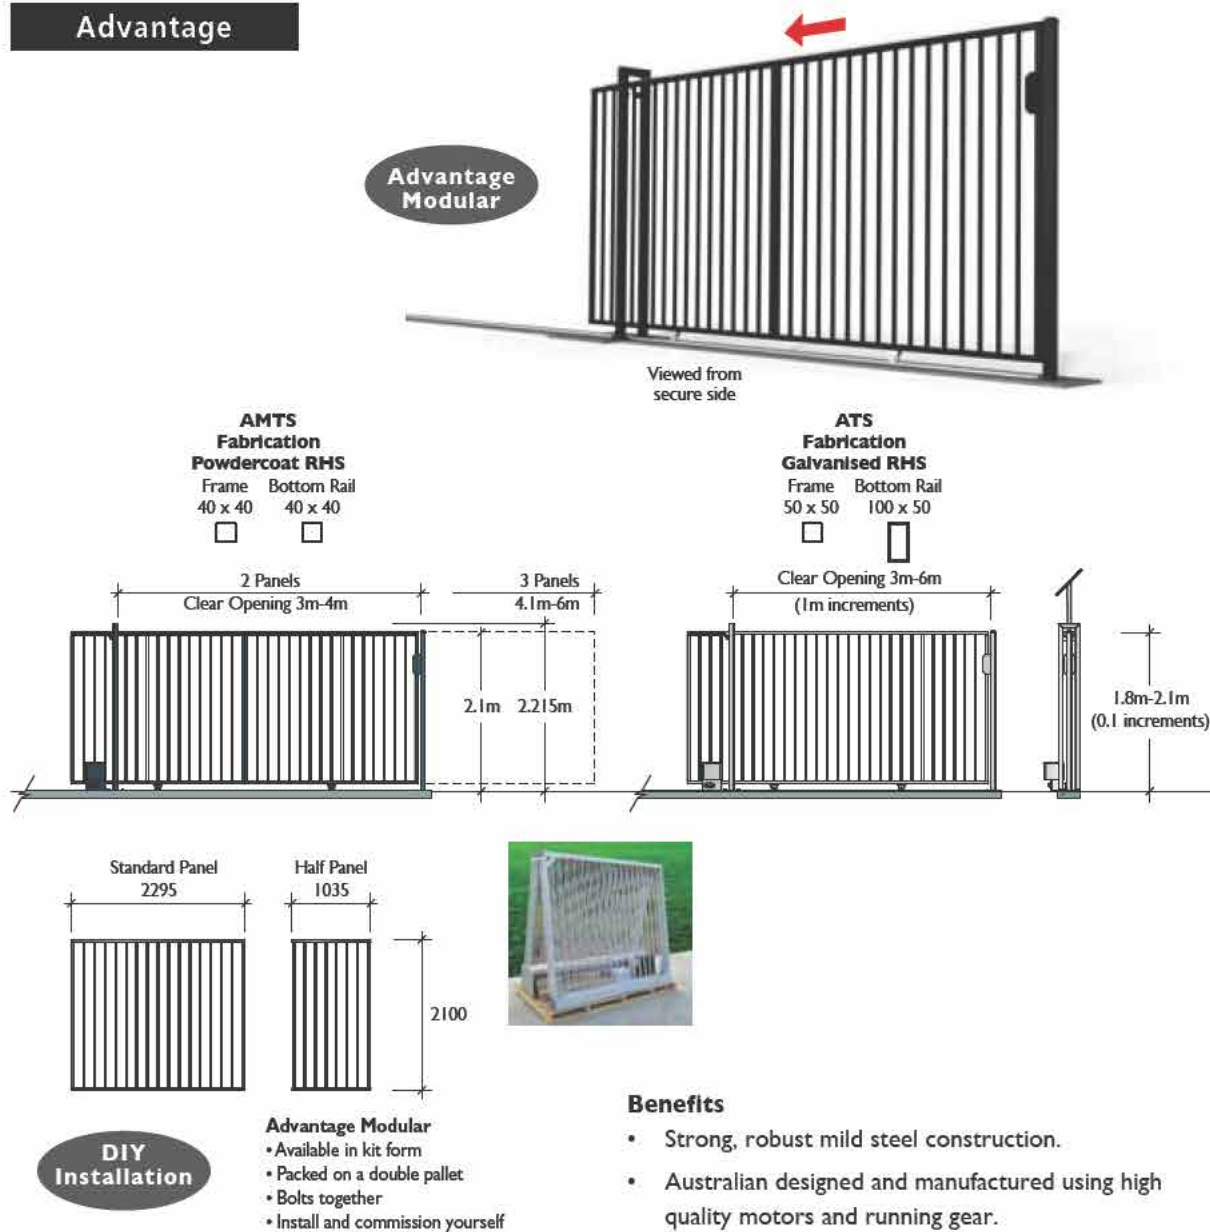 Advantage
Advantage
Modular
Viewed from
secure side
AMTS
Fabrication
Powdercoat RHS
Frame Bottom Rail
40 x 40 40 x 40
ATS
Fabrication
Galvanised RHS
Frame Bottom Rail
50 x 50 100 x 50
2 Panels
Clear Opening 3m-4m
3 Panels
4.1m-6m
2.1m 2.215m
Clear Opening 3m-6m
(1m increments)
1.8m-2.1m
(0.1 increments)
Standard Panel
2295
Half Panel
1035
2100
DIY
Installation
Advantage Modular
• Available in kit form
• Packed on a double pallet
• Bolts together
• Install and commission yourself
Benefits
• Strong, robust mild steel construction.
• Australian designed and manufactured using high
quality motors and running gear.